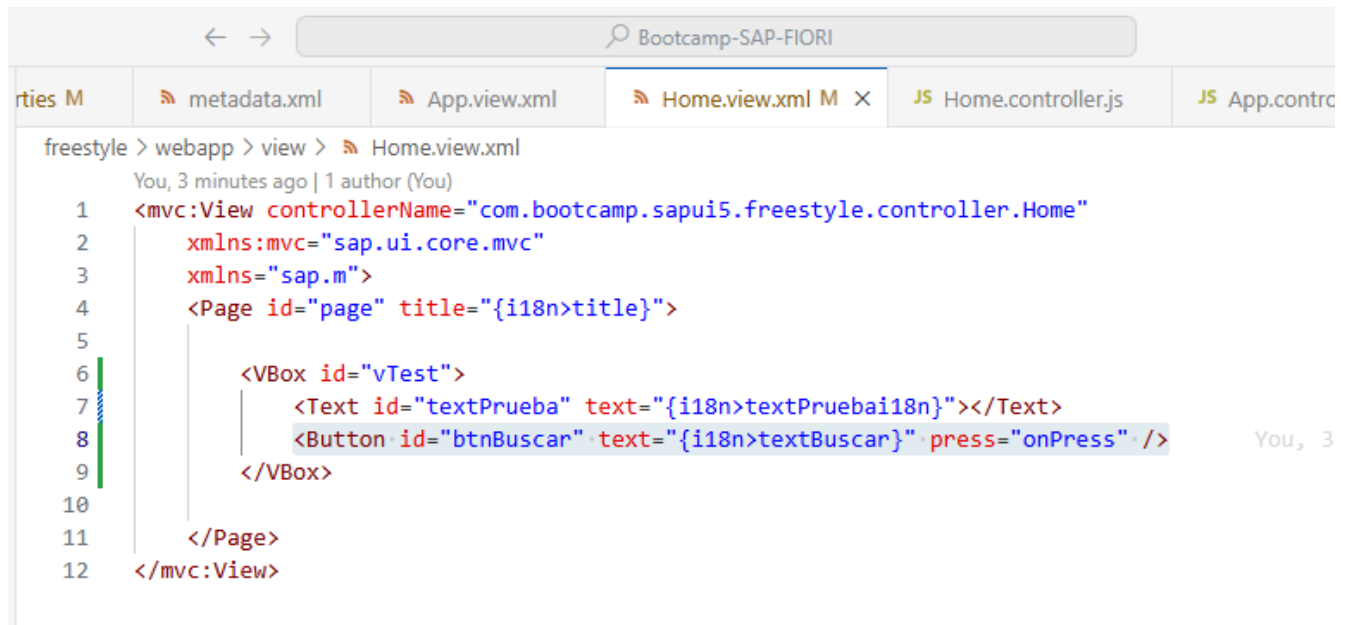 Bootcamp-SAP-FIORI
rties M metadata.xml App.view.xml Home.view.xml M JS Home.controller.js JS App.contro
freestyle > webapp > view > Home.view.xml
You, 3 minutes ago | 1 author (You)
1 <mvc:View controllerName="com.bootcamp.sapui5.freestyle.controller.Home"
2 xmlns:mvc="sap.ui.core.mvc"
3 xmlns="sap.m">
4 <Page id="page" title="{i18n>title}">
5
6 <VBox id="vTest">
7 <Text id="textPrueba" text="{i18n>textPruebai18n}"></Text>
8 <Button·id="btnBuscar"·text="{i18n>textBuscar}"·press="onPress"·/> You, 3
9 </VBox>
10
11 </Page>
12 </mvc:View>